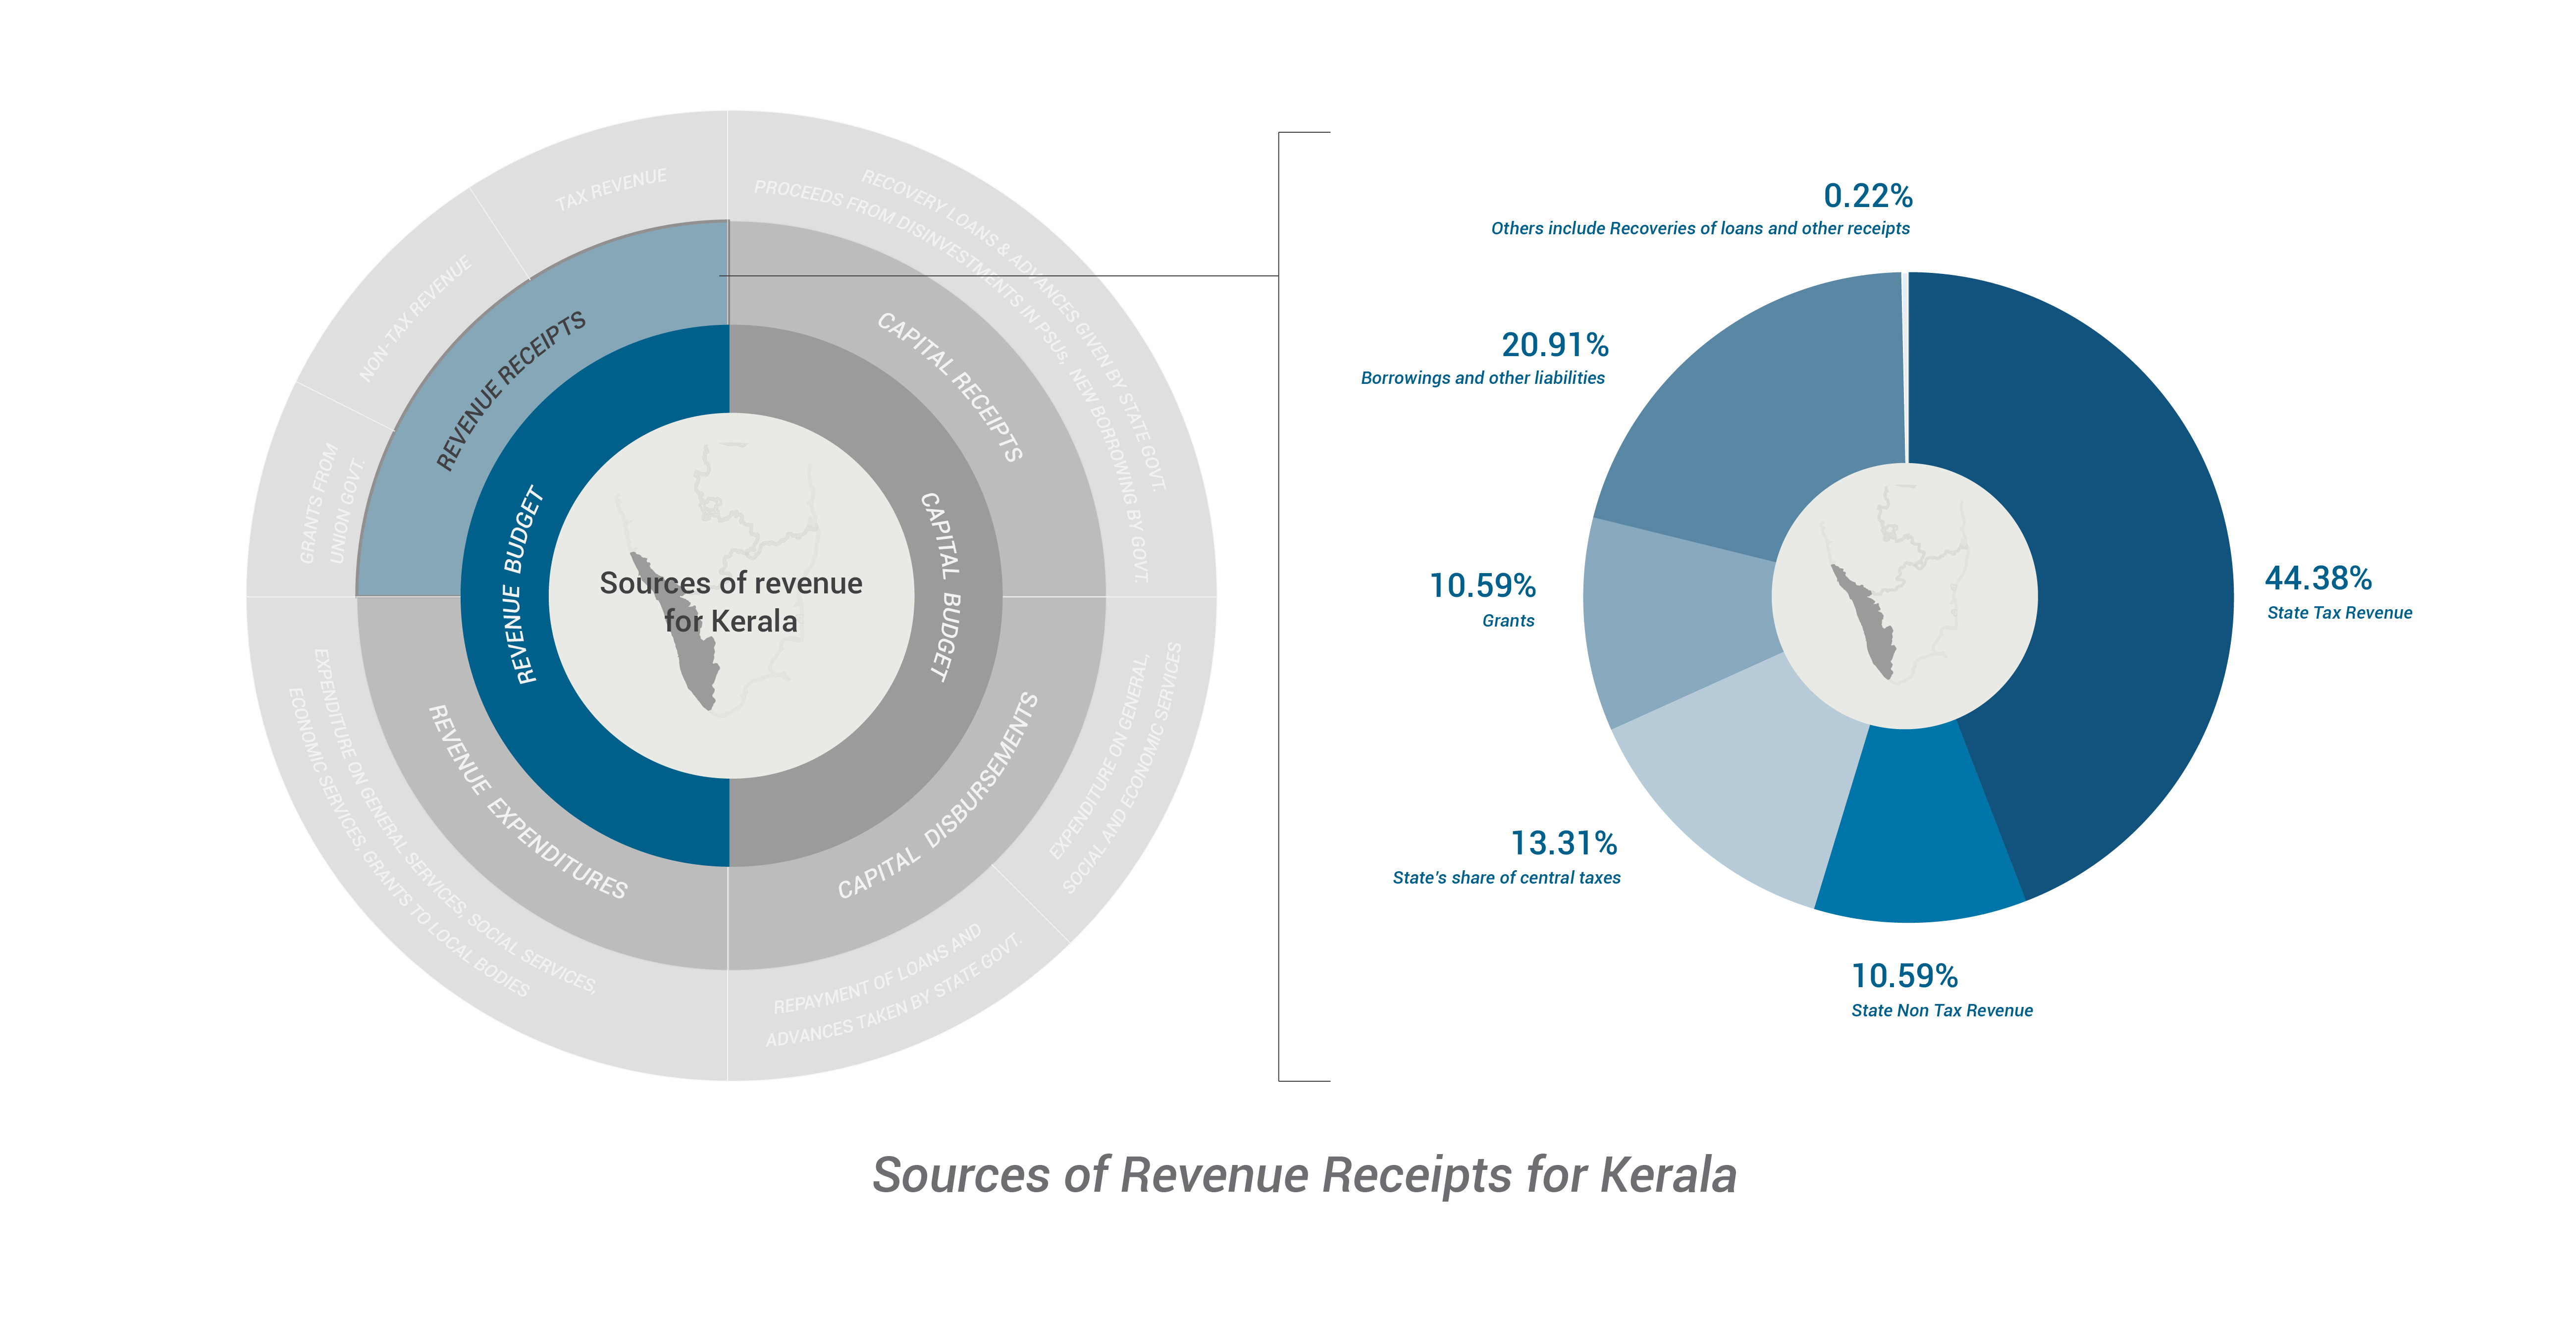 TAX REVENUE
NON-TAX REVENUE
GRANTS FROM
UNION GOVT.
RECOVERY LOANS & ADVANCES GIVEN BY STATE GOVT.
PROCEEDS FROM DISINVESTMENTS IN PSUs, NEW BORROWING BY GOVT.
REVENUE RECEIPTS
CAPITAL RECEIPTS
REVENUE BUDGET
CAPITAL BUDGET
Sources of revenue
for Kerala
REVENUE EXPENDITURES
CAPITAL DISBURSEMENTS
EXPENDITURE ON GENERAL SERVICES, SOCIAL SERVICES,
ECONOMIC SERVICES, GRANTS TO LOCAL BODIES
EXPENDITURE ON GENERAL,
SOCIAL AND ECONOMIC SERVICES
REPAYMENT OF LOANS AND
ADVANCES TAKEN BY STATE GOVT.
0.22%
Others include Recoveries of loans and other receipts
20.91%
Borrowings and other liabilities
10.59%
Grants
13.31%
State's share of central taxes
10.59%
State Non Tax Revenue
44.38%
State Tax Revenue
Sources of Revenue Receipts for Kerala